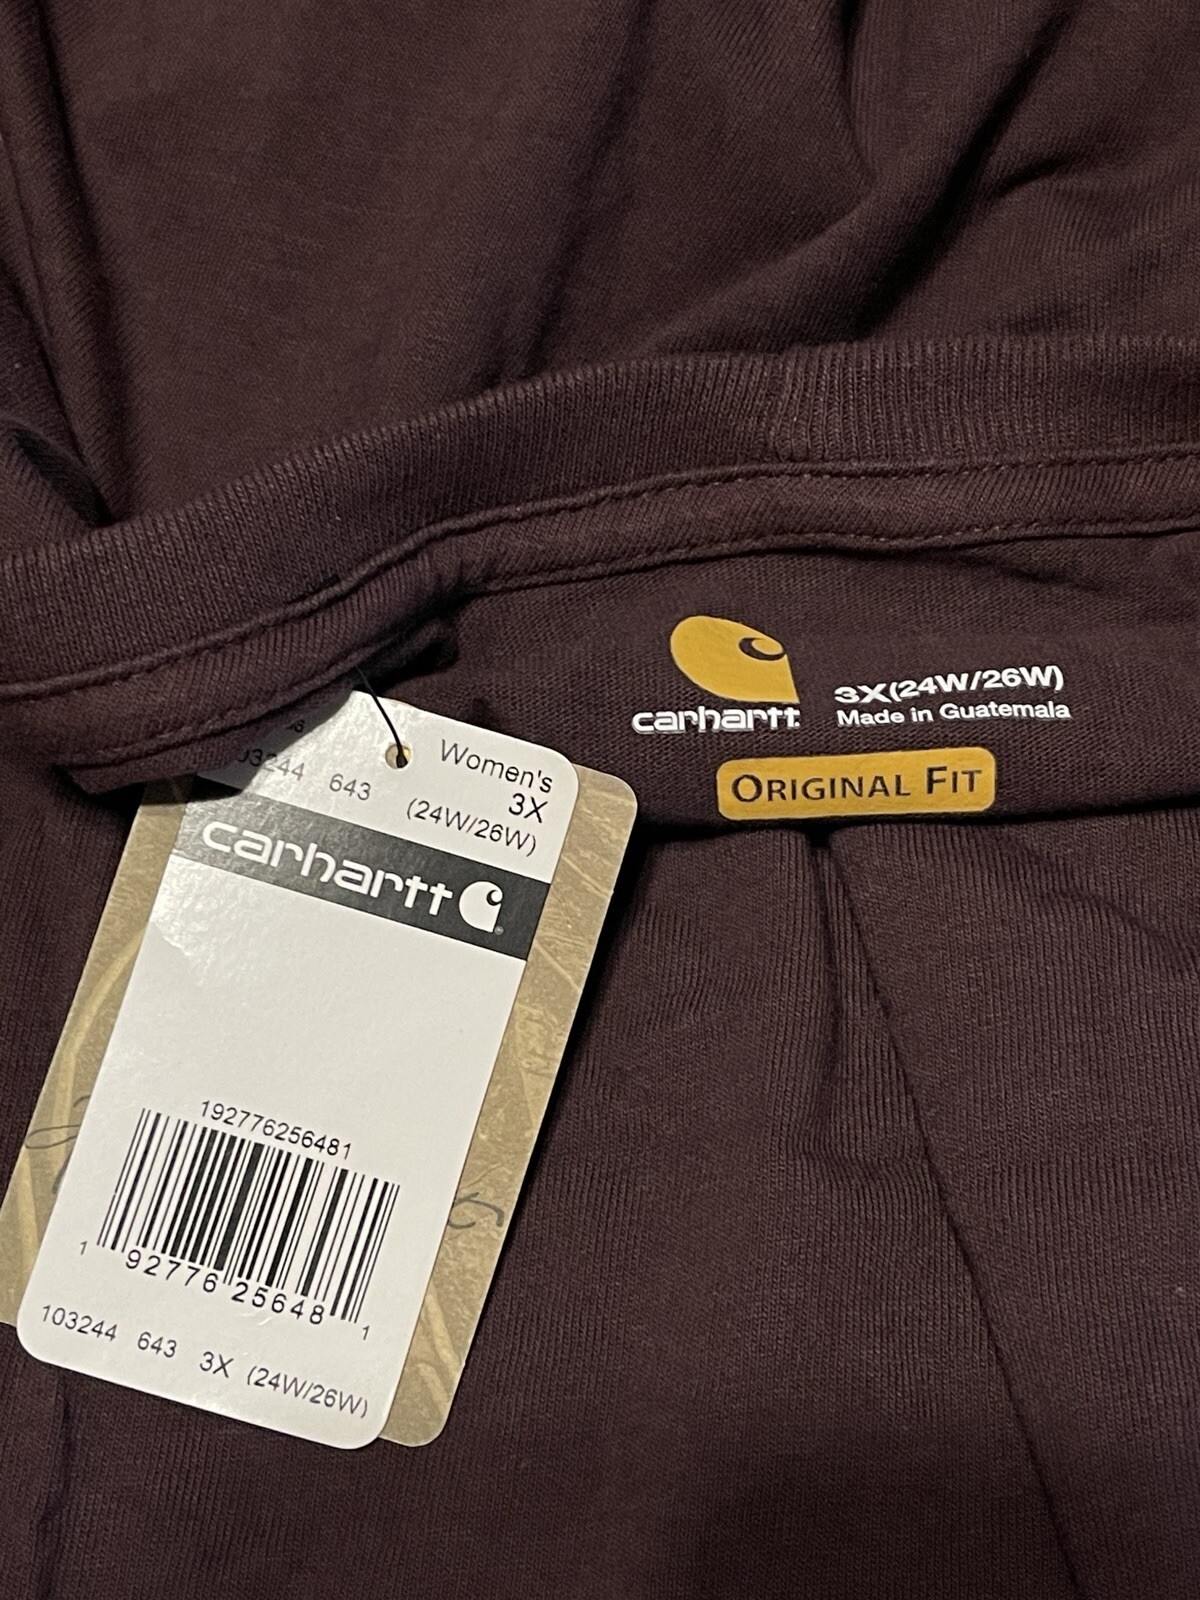 carhartt
3X(24W/26W)
Made in Guatemala
ORIGINAL FIT
Women's
103244 643 3X
(24W/26W)
carhartt
192776256481
1 92776 25648 1
103244 643 3X (24W/26W)